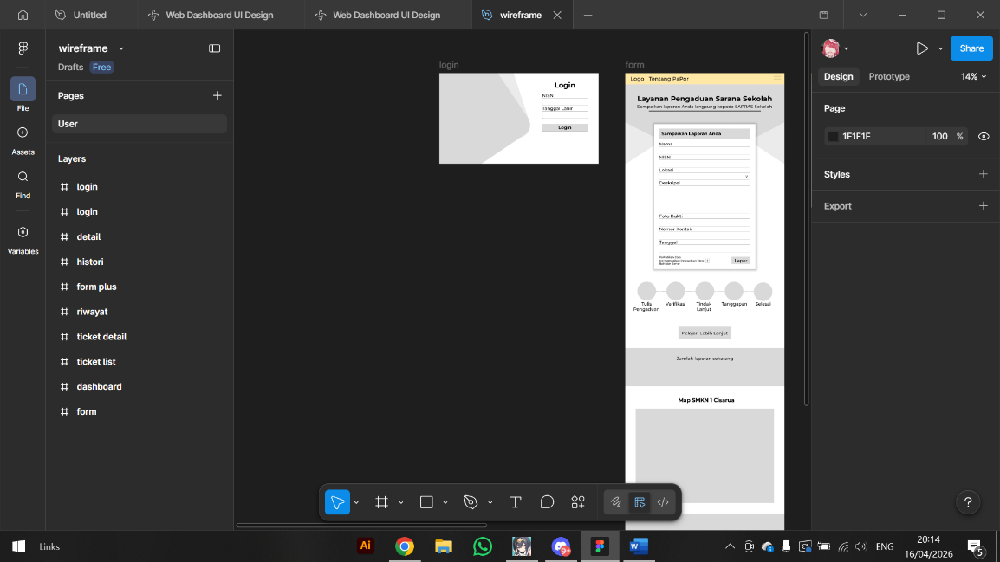 Untitled
Web Dashboard UI Design
Web Dashboard UI Design
wireframe
wireframe
Drafts
Free
File
Assets
Find
Variables
Pages
User
Layers
login
login
detail
histori
form plus
riwayat
ticket detail
ticket list
dashboard
form
login
Login
NISN
Tanggal Lahir
Login
form
Logo Tentang PaPor
Layanan Pengaduan Sarana Sekolah
Sampaikan laporan Anda langsung kepada SAPRAS Sekolah
Sampaikan Laporan Anda
Nama
NISN
Lokasi
Deskripsi
Foto Bukti
Nomor Kontak
Tanggal
Lapor
Tulis
Pengaduan
Verifikasi
Tindak
Lanjut
Tanggapan
Selesai
Pelajari Lebih Lanjut
Jumlah laporan sekarang
Map SMKN 1 Cisarua
Share
Design
Prototype
14%
Page
1E1E1E
100 %
Styles
Export
?
Links
Ai
ENG
20:14
16/04/2026
5